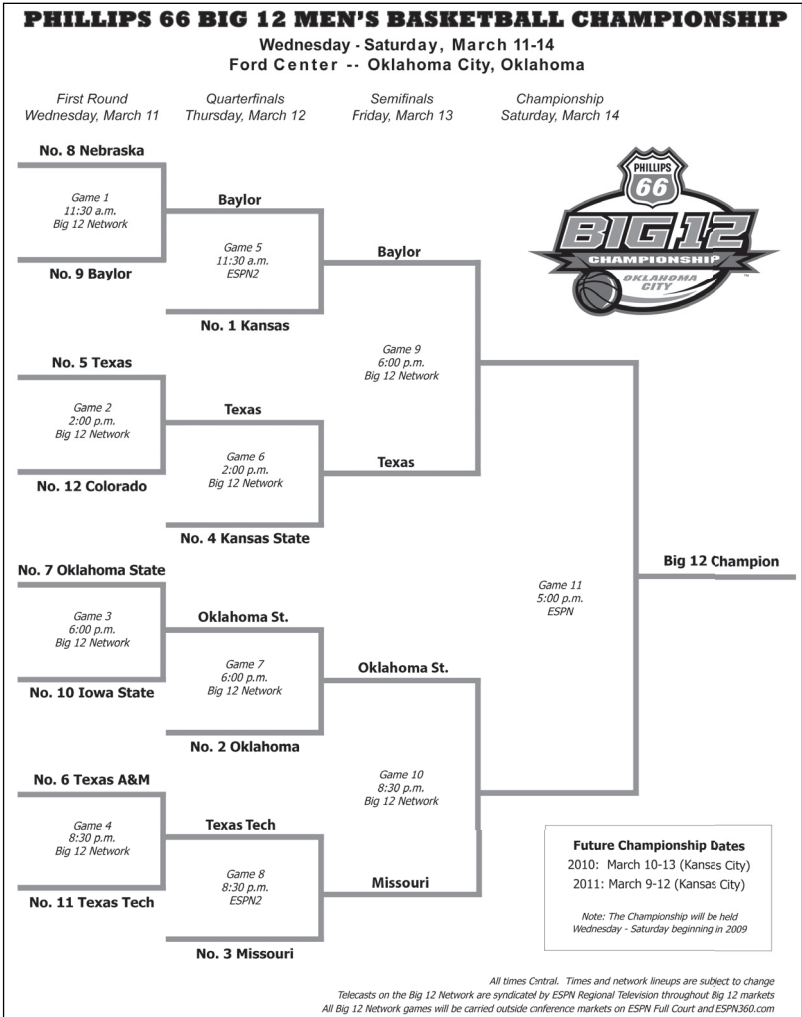 PHILLIPS 66 BIG 12 MEN'S BASKETBALL CHAMPIONSHIP
Wednesday - Saturday, March 11-14
Ford Center -- Oklahoma City, Oklahoma
First Round
Wednesday, March 11
Quarterfinals
Thursday, March 12
Semifinals
Friday, March 13
Championship
Saturday, March 14
No. 8 Nebraska
Game 1
11:30 a.m.
Big 12 Network
No. 9 Baylor
No. 5 Texas
Game 2
2:00 p.m.
Big 12 Network
No. 12 Colorado
No. 7 Oklahoma State
Game 3
6:00 p.m.
Big 12 Network
No. 10 Iowa State
No. 6 Texas A&M
Game 4
8:30 p.m.
Big 12 Network
No. 11 Texas Tech
Baylor
Game 5
11:30 a.m.
ESPN2
No. 1 Kansas
Texas
Game 6
2:00 p.m.
Big 12 Network
No. 4 Kansas State
Oklahoma St.
Game 7
6:00 p.m.
Big 12 Network
No. 2 Oklahoma
Texas Tech
Game 8
8:30 p.m.
ESPN2
No. 3 Missouri
Baylor
Game 9
6:00 p.m.
Big 12 Network
Texas
Oklahoma St.
Game 10
8:30 p.m.
Big 12 Network
Missouri
Game 11
5:00 p.m.
ESPN
Big 12 Champion
PHILLIPS
66
BIG 12
CHAMPIONSHIP
OKLAHOMA
CITY
TM
Future Championship Dates
2010: March 10-13 (Kansas City)
2011: March 9-12 (Kansas City)
Note: The Championship will be held
Wednesday - Saturday beginning in 2009
All times Cntral. Times and network lineups are subject to change
Telecasts on the Big 12 Network are syndicated by ESPN Regional Television throughout Big 12 markets
All Big 12 Network games will be carried outside conference markets on ESPN Full Court and ESPN360.com